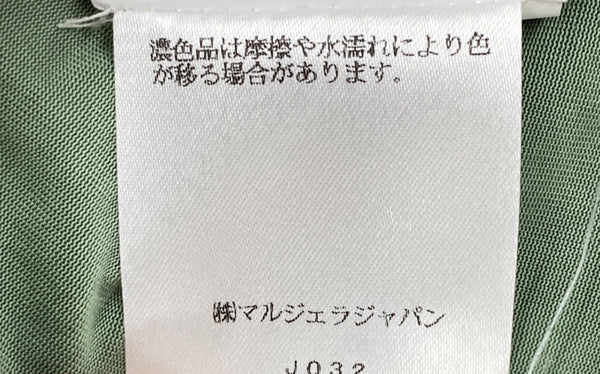 濃色品は摩擦や水濡れにより色
が移る場合があります。
㈱マルジェラジャパン
J032